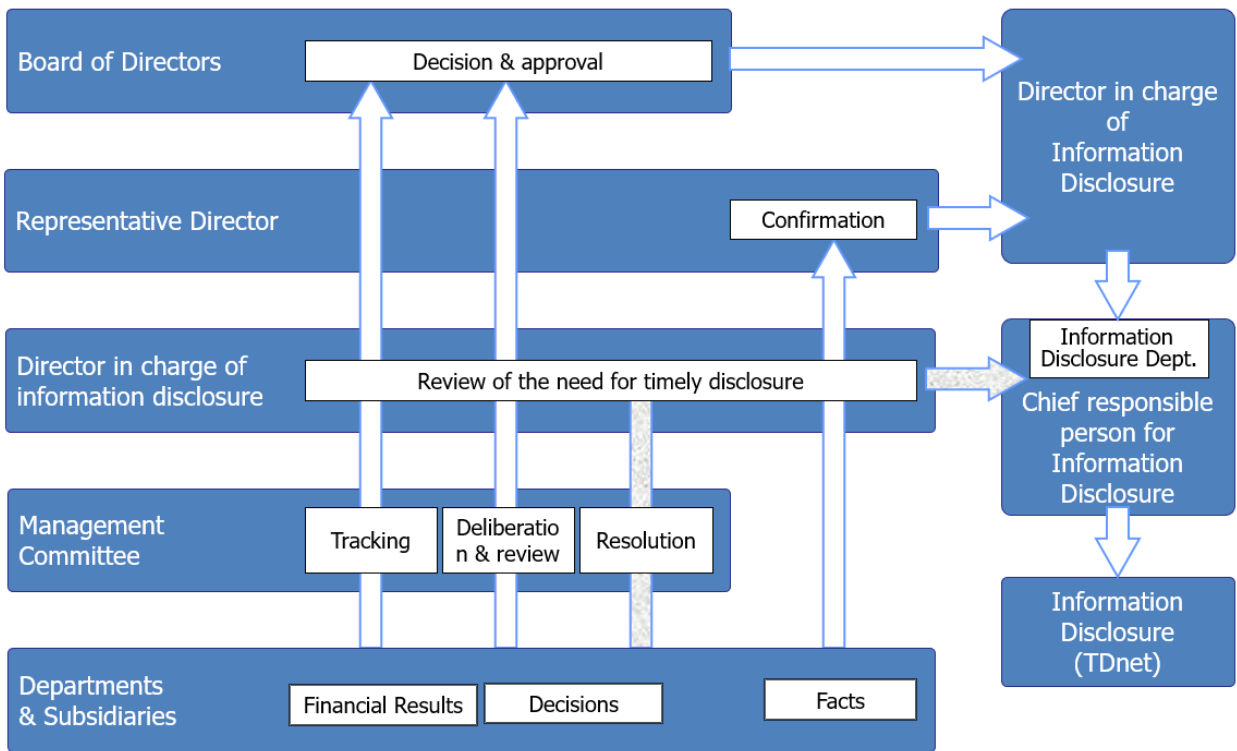 Board of Directors
Decision & approval
Director in charge
of
Information
Disclosure
Representative Director
Confirmation
Director in charge of
information disclosure
Review of the need for timely disclosure
Information
Disclosure Dept.
Chief responsible
person for
Information
Disclosure
Management
Committee
Tracking
Deliberatio
n & review
Resolution
Information
Disclosure
(TDnet)
Departments
& Subsidiaries
Financial Results
Decisions
Facts